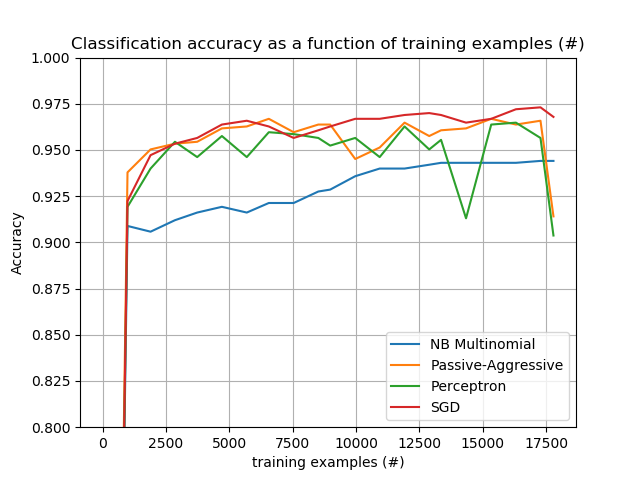 Classification accuracy as a function of training examples (#)
1.000
0.975
0.950
0.925
0.900
0.875
0.850
0.825
0.800
Accuracy
NB Multinomial
Passive-Aggressive
Perceptron
SGD
0 2500 5000 7500 10000 12500 15000 17500
training examples (#)